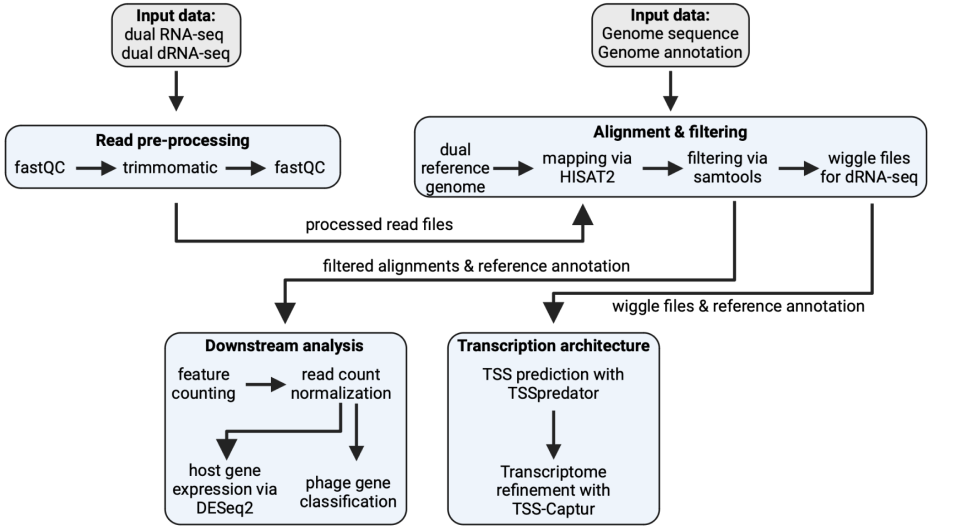 Input data:
dual RNA-seq
dual dRNA-seq
Input data:
Genome sequence
Genome annotation
Read pre-processing
fastQC
trimmomatic
fastQC
Alignment & filtering
dual
reference
genome
mapping via
HISAT2
filtering via
samtools
wiggle files
for dRNA-seq
processed read files
filtered alignments & reference annotation
wiggle files & reference annotation
Downstream analysis
feature
counting
read count
normalization
host gene
expression via
DESeq2
phage gene
classification
Transcription architecture
TSS prediction with
TSSpredator
Transcriptome
refinement with
TSS-Captur